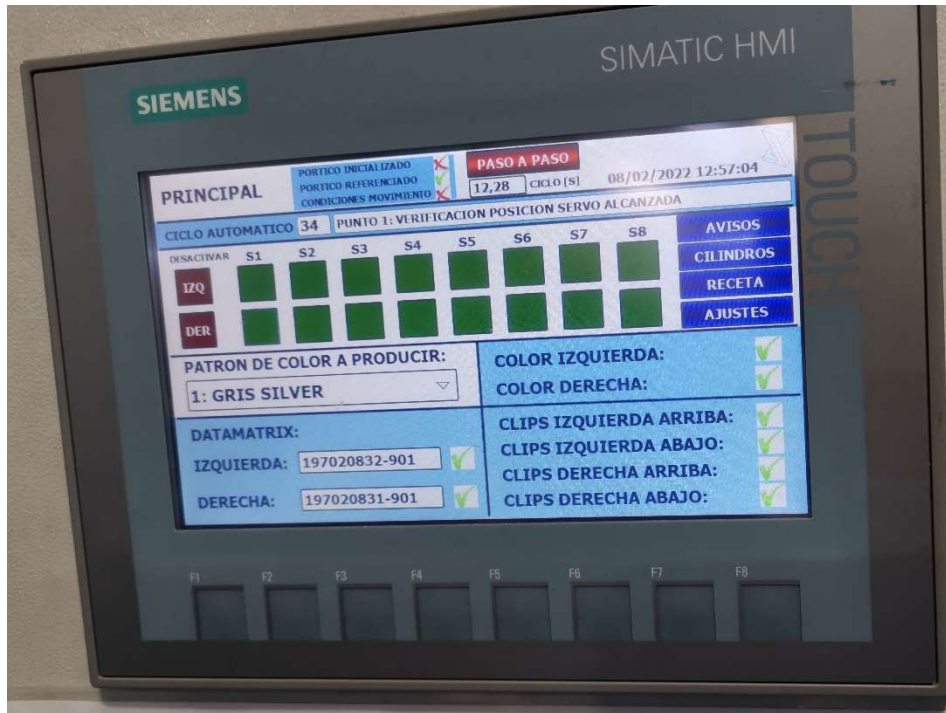 SIMATIC HMI
SIEMENS
TOUCH
PRINCIPAL
PORTICO INICIALIZADO
PORTICO REFERENCIADO
CONDICIONES MOVIMIENTO
PASO A PASO
12,28 CICLO [S]
08/02/2022 12:57:04
CICLO AUTOMATICO 34 PUNTO 1: VERIFICACION POSICION SERVO ALCANZADA
DESACTIVAR S1 S2 S3 S4 S5 S6 S7 S8
IZQ
DER
AVISOS
CILINDROS
RECETA
AJUSTES
PATRON DE COLOR A PRODUCIR:
1: GRIS SILVER
COLOR IZQUIERDA:
COLOR DERECHA:
DATAMATRIX:
IZQUIERDA: 197020832-901
DERECHA: 197020831-901
CLIPS IZQUIERDA ARRIBA:
CLIPS IZQUIERDA ABAJO:
CLIPS DERECHA ARRIBA:
CLIPS DERECHA ABAJO:
F1 F2 F3 F4 F5 F6 F7 F8